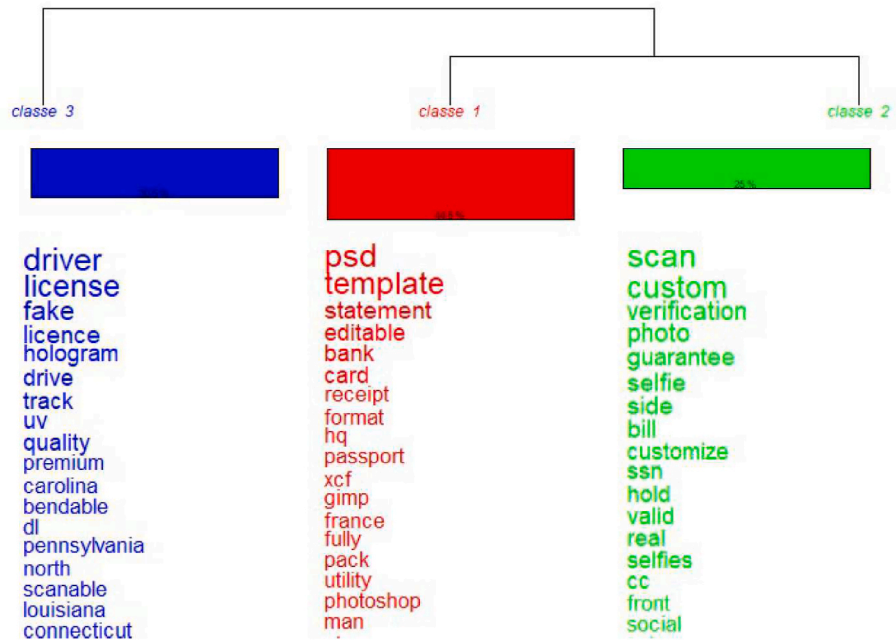 classe 3
classe 1
classe 2
25 %
driver
license
fake
licence
hologram
drive
track
uv
quality
premium
carolina
bendable
dl
pennsylvania
north
scanable
louisiana
connecticut
psd
template
statement
editable
bank
card
receipt
format
hq
passport
xcf
gimp
france
fully
pack
utility
photoshop
man
scan
custom
verification
photo
guarantee
selfie
side
bill
customize
ssn
hold
valid
real
selfies
cc
front
social